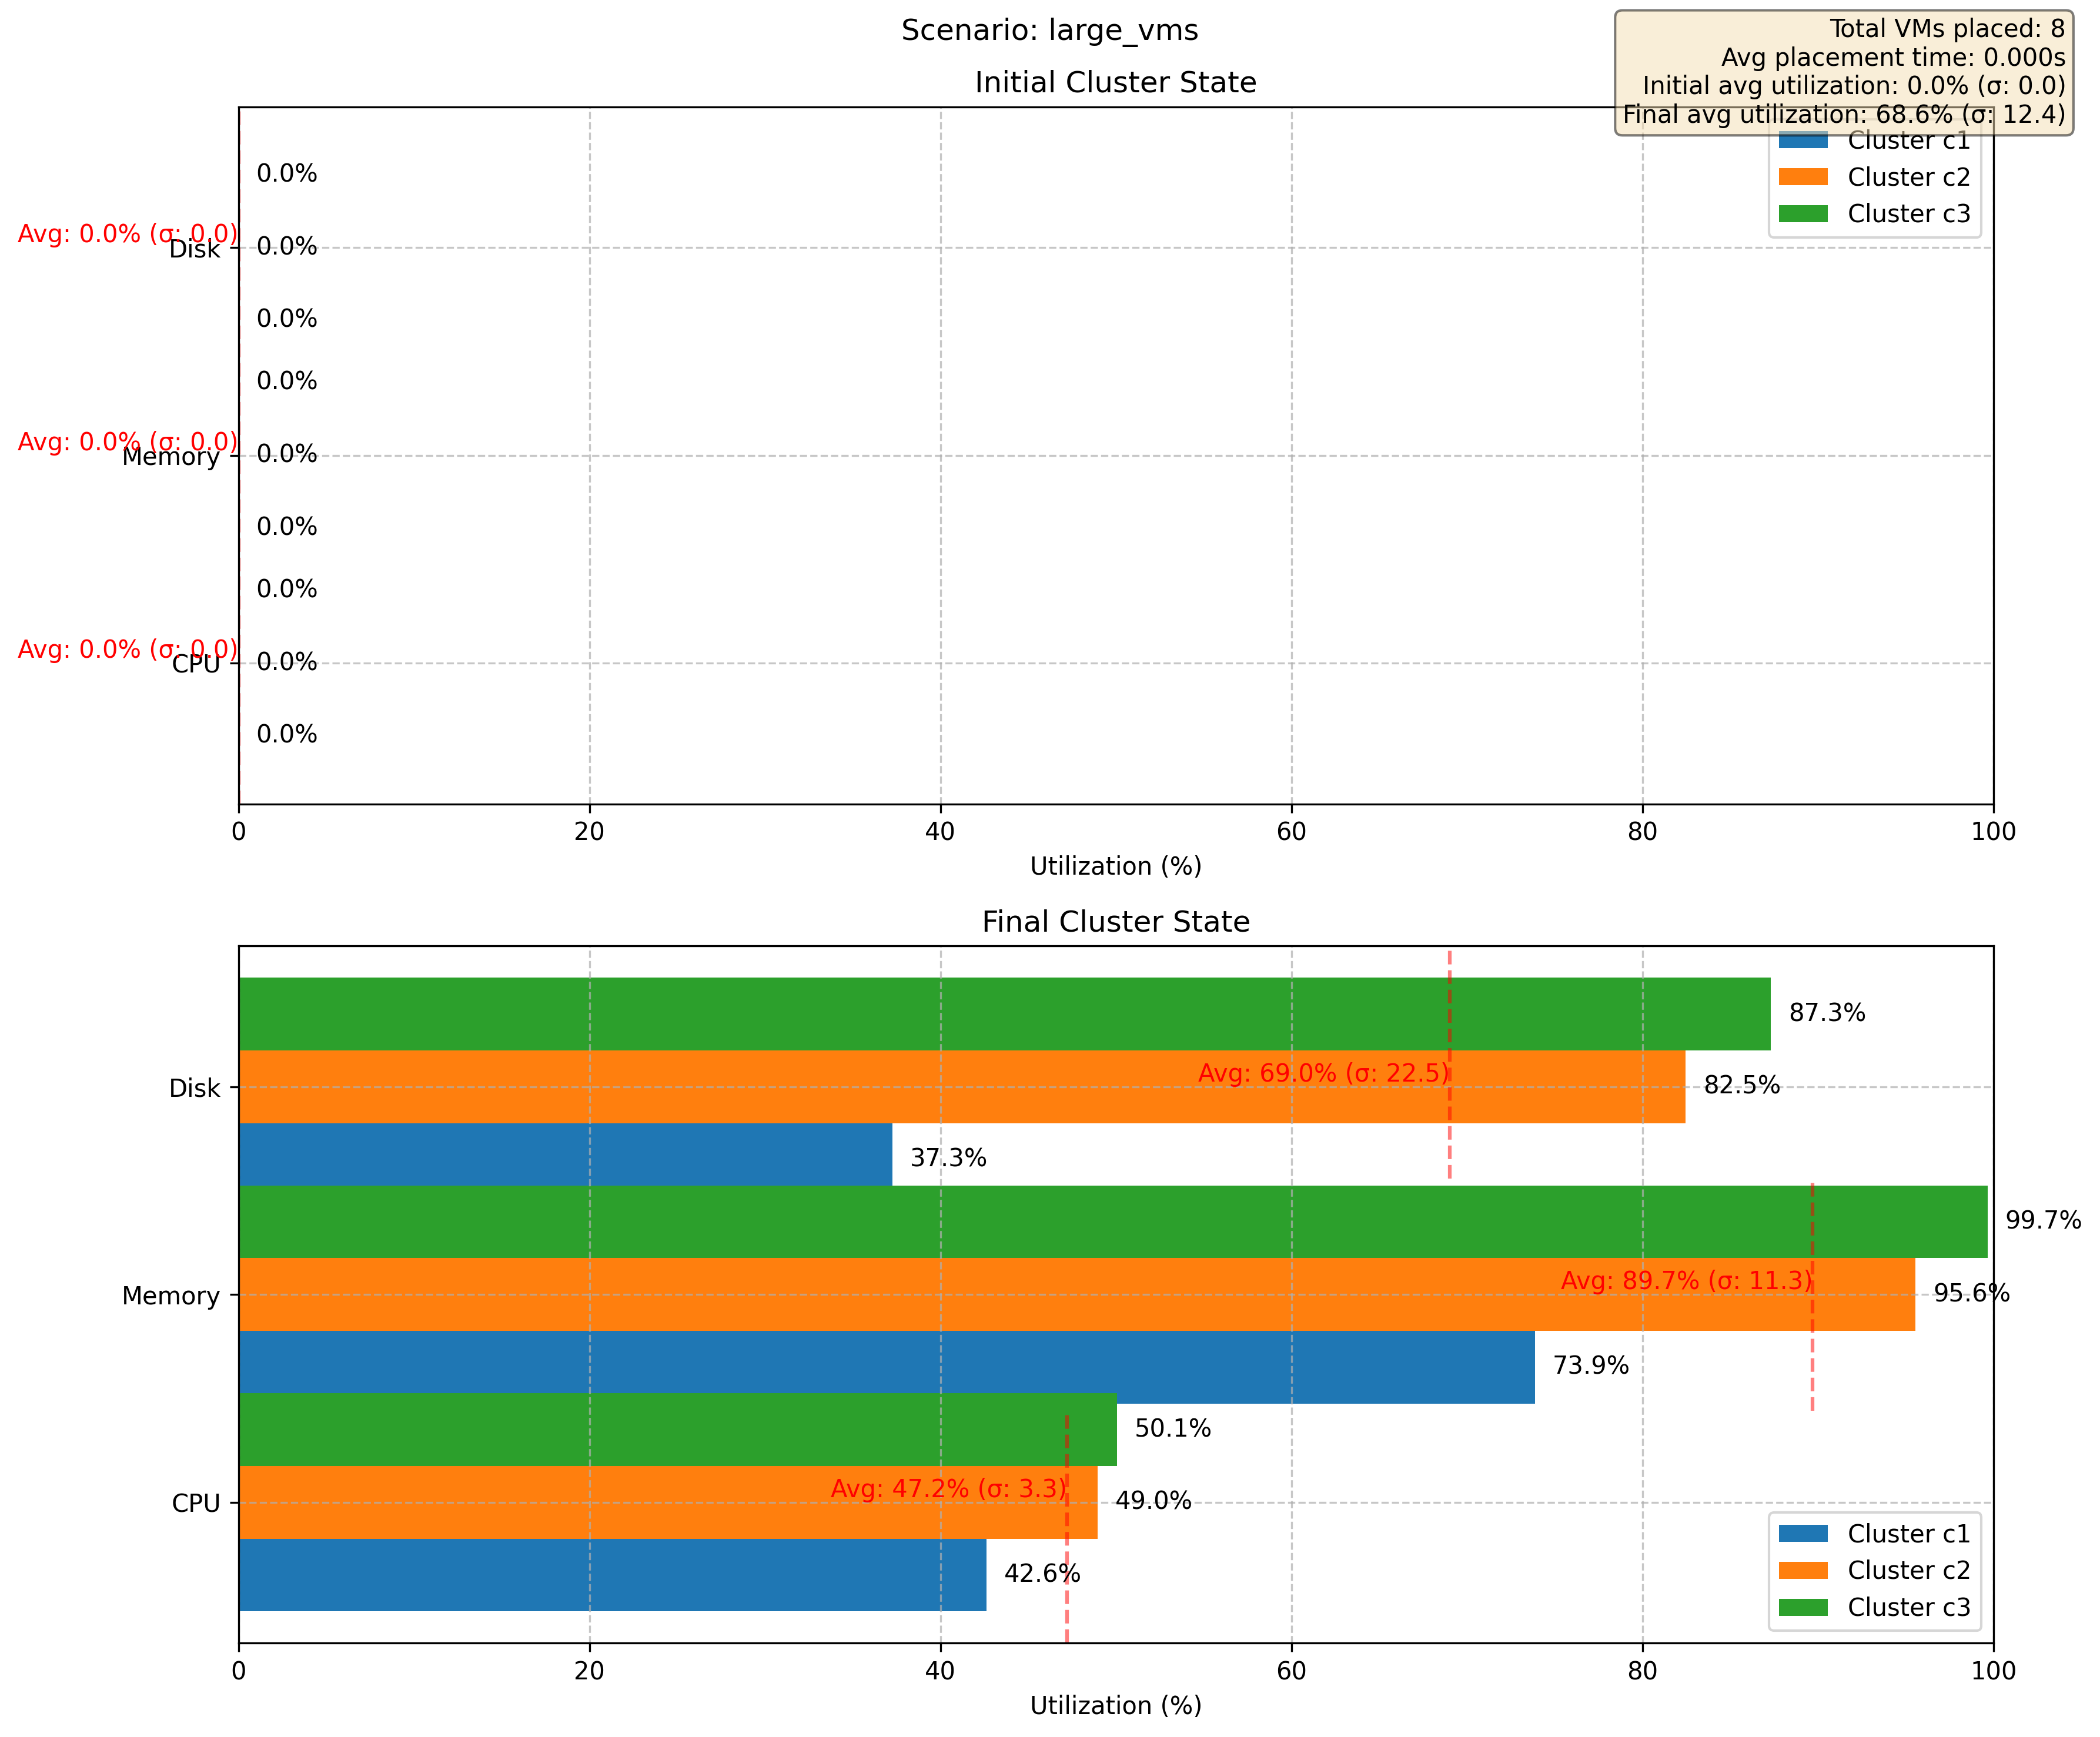 Scenario: large_vms
Total VMs placed: 8
Avg placement time: 0.000s
Initial avg utilization: 0.0% (σ: 0.0)
Final avg utilization: 68.6% (σ: 12.4)
Initial Cluster State
Cluster c1
Cluster c2
Cluster c3
0.0%
Avg: 0.0% (σ: 0.0)
Disk
0.0%
0.0%
0.0%
Avg: 0.0% (σ: 0.0)
Memory
0.0%
0.0%
0.0%
Avg: 0.0% (σ: 0.0)
CPU
0.0%
0.0%
0 20 40 60 80 100
Utilization (%)
Final Cluster State
87.3%
Avg: 69.0% (σ: 22.5)
Disk
82.5%
37.3%
99.7%
Avg: 89.7% (σ: 11.3)
Memory
95.6%
73.9%
50.1%
Avg: 47.2% (σ: 3.3)
CPU
49.0%
42.6%
Cluster c1
Cluster c2
Cluster c3
0 20 40 60 80 100
Utilization (%)